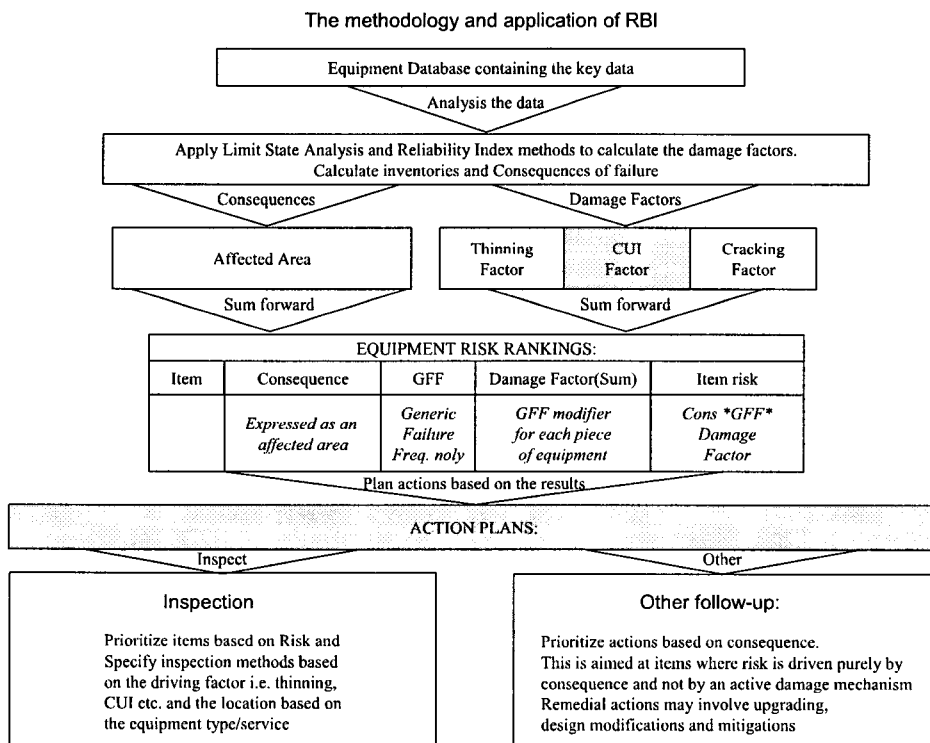 The methodology and application of RBI
Equipment Database containing the key data
Analysis the data
Apply Limit State Analysis and Reliability Index methods to calculate the damage factors.
Calculate inventories and Consequences of failure
Consequences
Damage Factors
Affected Area
Thinning
Factor
CUI
Factor
Cracking
Factor
Sum forward
Sum forward
EQUIPMENT RISK RANKINGS:
Item
Consequence
GFF
Damage Factor(Sum)
Item risk
Expressed as an
affected area
Generic
Failure
Freq. noly
GFF modifier
for each piece
of equipment
Cons *GFF*
Damage
Factor
Plan actions based on the results
ACTION PLANS:
Inspect
Other
Inspection
Prioritize items based on Risk and
Specify inspection methods based
on the driving factor i.e. thinning,
CUI etc. and the location based on
the equipment type/service
Other follow-up:
Prioritize actions based on consequence.
This is aimed at items where risk is driven purely by
consequence and not by an active damage mechanism
Remedial actions may involve upgrading,
design modifications and mitigations